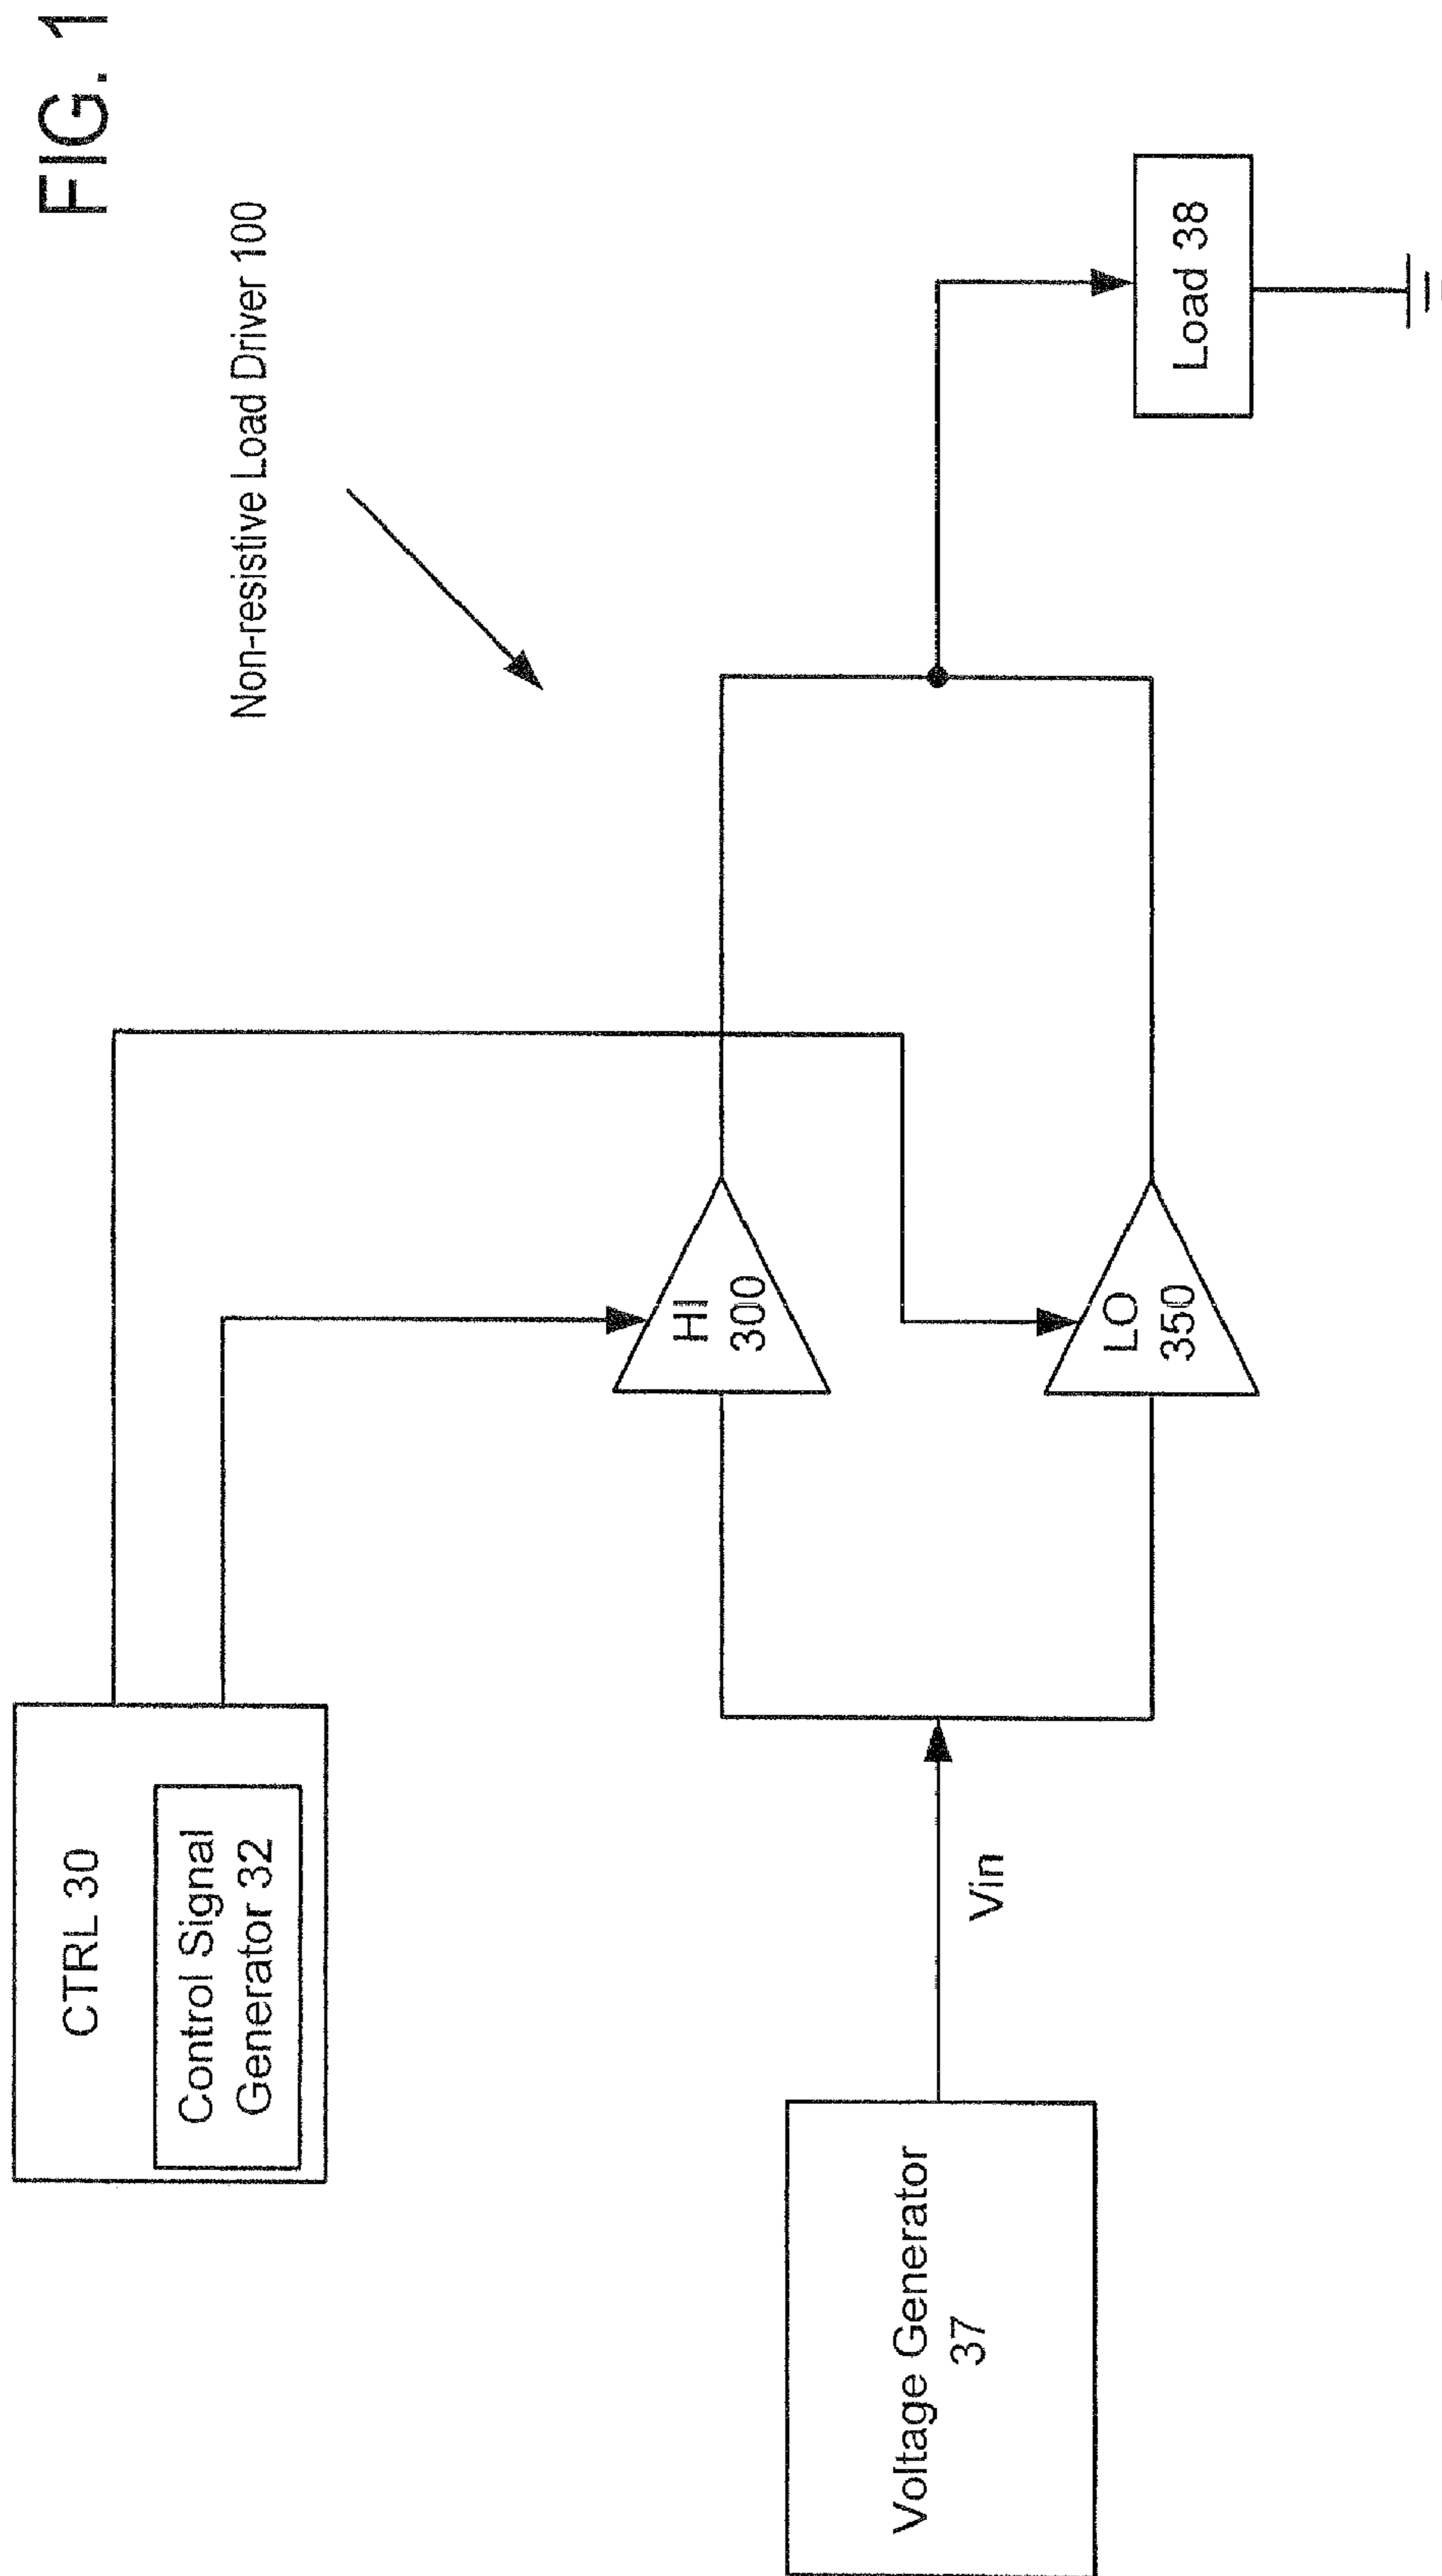 FIG. 1
Non-resistive Load Driver 100
CTRL 30
Control Signal
Generator 32
HI
300
LO
350
Voltage Generator
37
Vin
Load 38